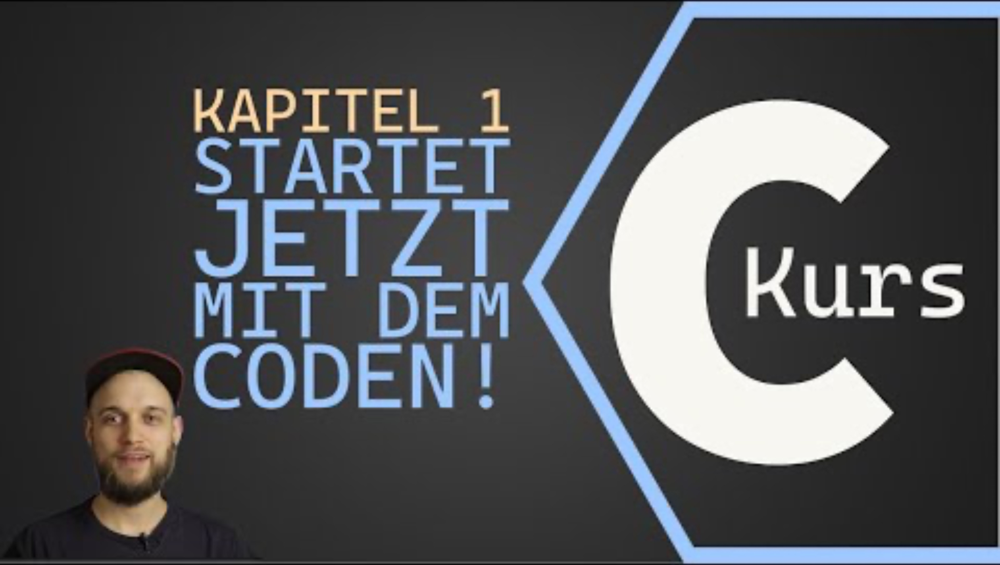 KAPITEL 1
STARTET
JETZT
MIT DEM
CODEN!
C
Kurs